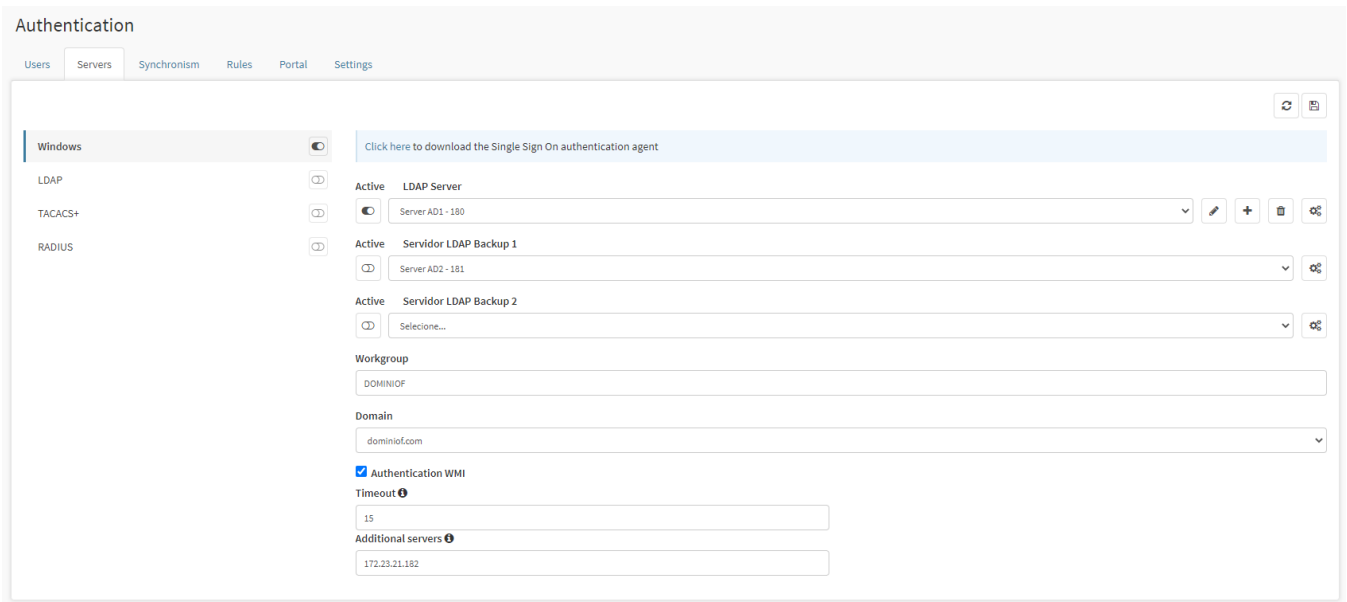 Authentication
Users Servers Synchronism Rules Portal Settings
Windows
LDAP
TACACS+
RADIUS
Click here to download the Single Sign On authentication agent
Active LDAP Server
Server AD1 - 180
Active Servidor LDAP Backup 1
Server AD2 - 181
Active Servidor LDAP Backup 2
Selecione...
Workgroup
DOMINIOF
Domain
dominiof.com
Authentication WMI
Timeout
15
Additional servers
172.23.21.182